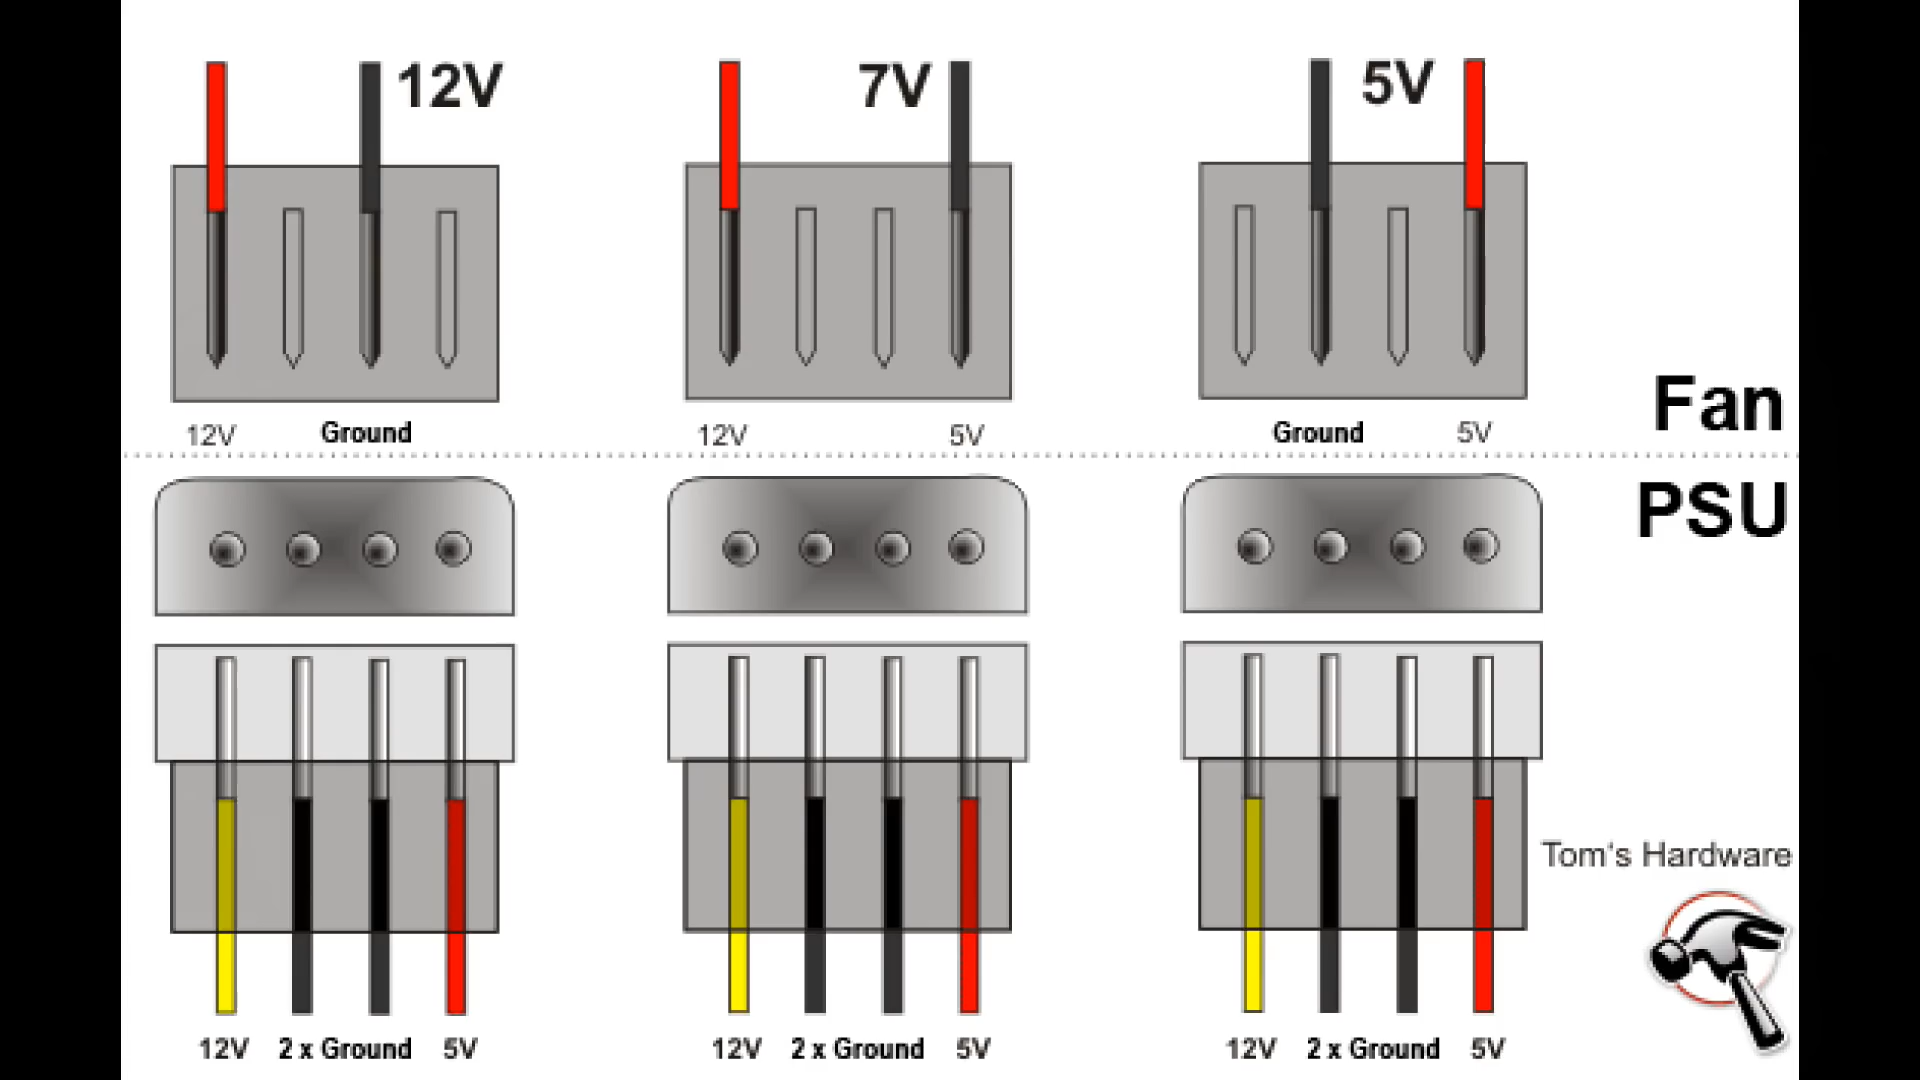 12V 7V 5V
12V Ground 12V 5V Ground 5V
Fan
PSU
Tom's Hardware
12V 2 x Ground 5V 12V 2 x Ground 5V 12V 2 x Ground 5V